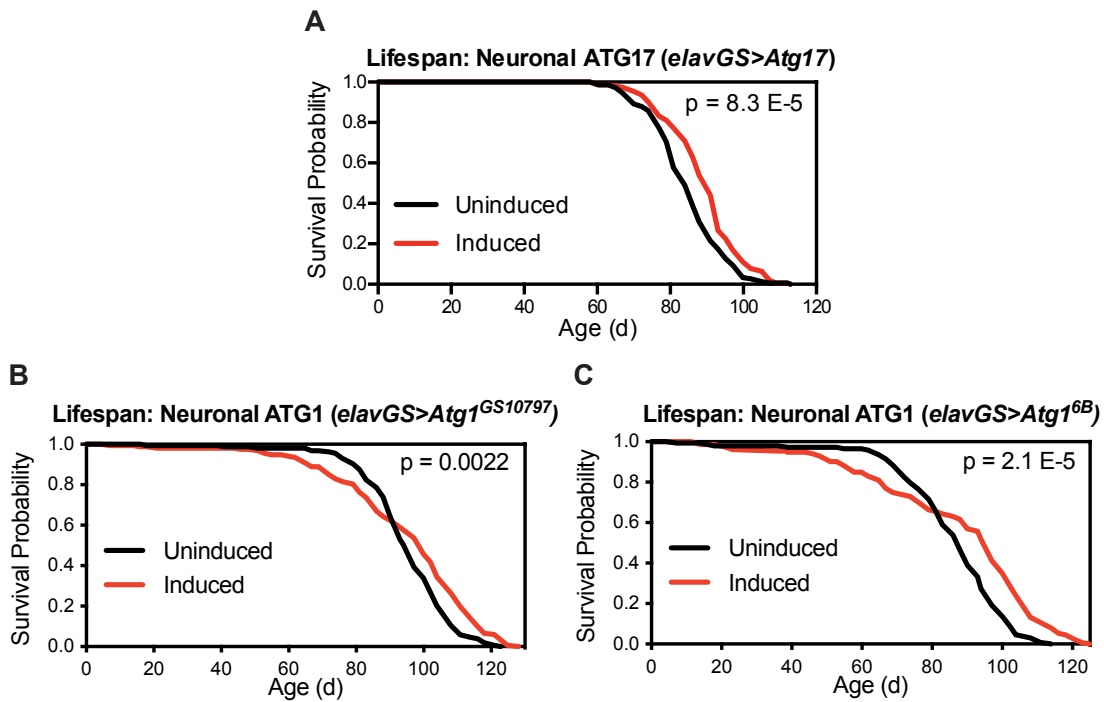 A
Lifespan: Neuronal ATG17 (elavGS>Atg17)
p = 8.3 E-5
Survival Probability
1.0
0.8
0.6
0.4
0.2
0.0
Uninduced
Induced
0 20 40 60 80 100 120
Age (d)
B
Lifespan: Neuronal ATG1 (elavGS>Atg1GS10797)
p = 0.0022
Survival Probability
1.0
0.8
0.6
0.4
0.2
0.0
Uninduced
Induced
0 20 40 60 80 100 120
Age (d)
C
Lifespan: Neuronal ATG1 (elavGS>Atg16B)
p = 2.1 E-5
Survival Probability
1.0
0.8
0.6
0.4
0.2
0.0
Uninduced
Induced
0 20 40 60 80 100 120
Age (d)